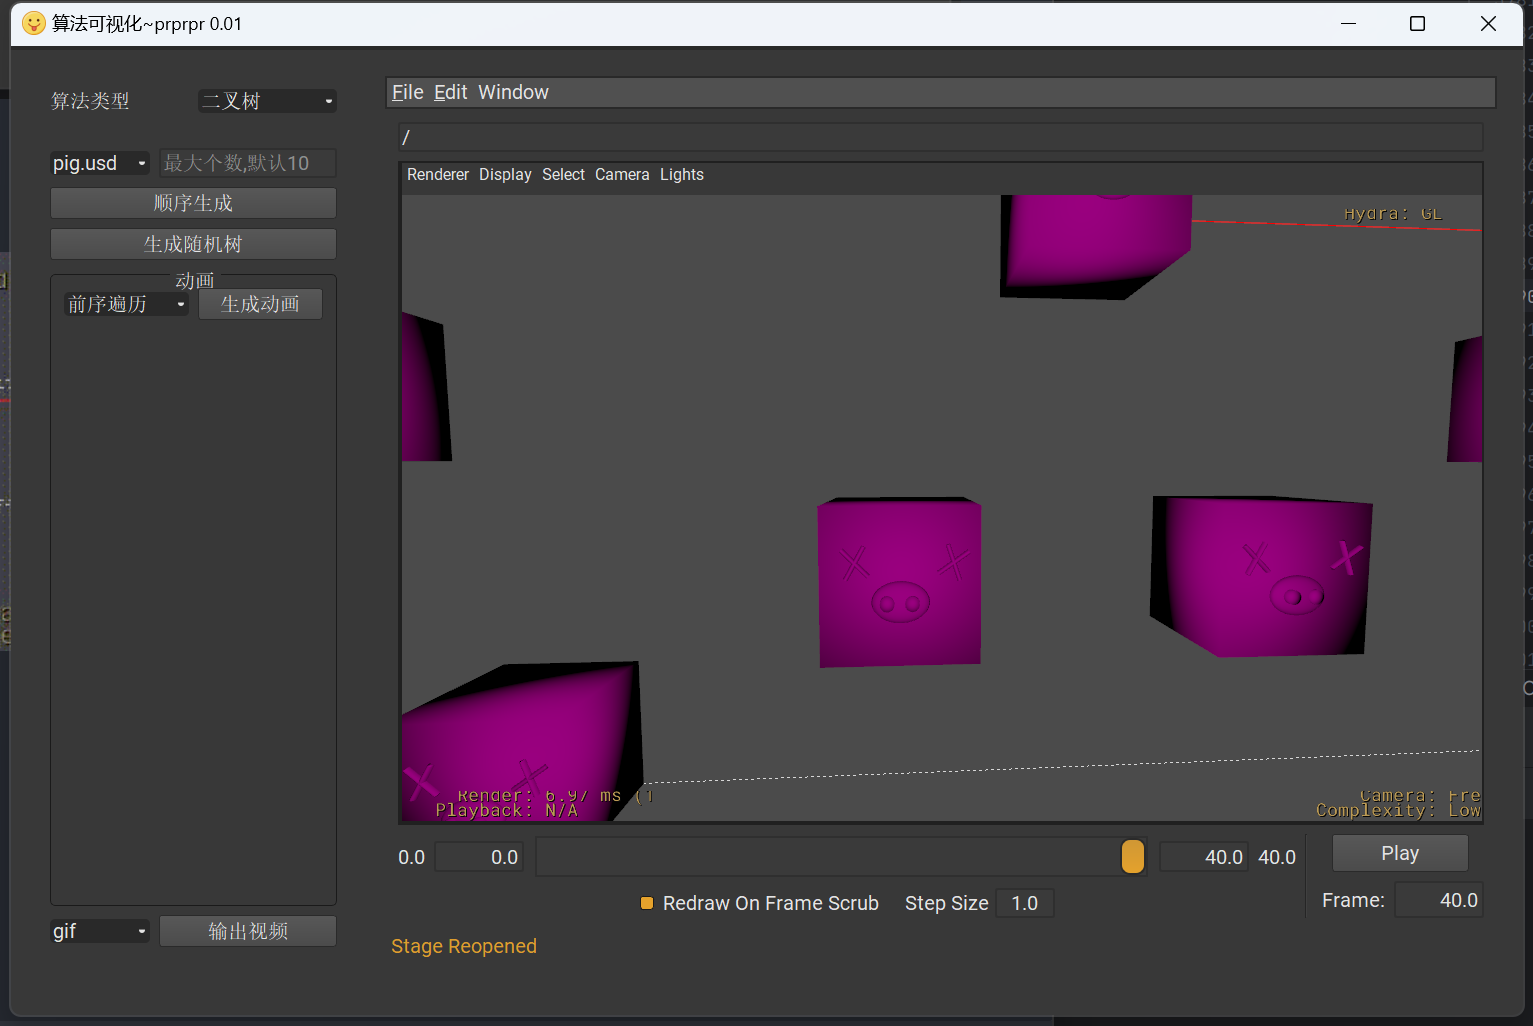 算法可视化~prprpr 0.01
算法类型
二叉树
pig.usd
最大个数,默认10
顺序生成
生成随机树
动画
前序遍历
生成动画
gif
输出视频
File Edit Window
/
Renderer Display Select Camera Lights
Hydra: GL
Render: 6.97 ms (1
Playback: N/A
Camera: Fre
Complexity: Low
0.0
0.0
40.0
40.0
Play
Redraw On Frame Scrub
Step Size
1.0
Frame:
40.0
Stage Reopened